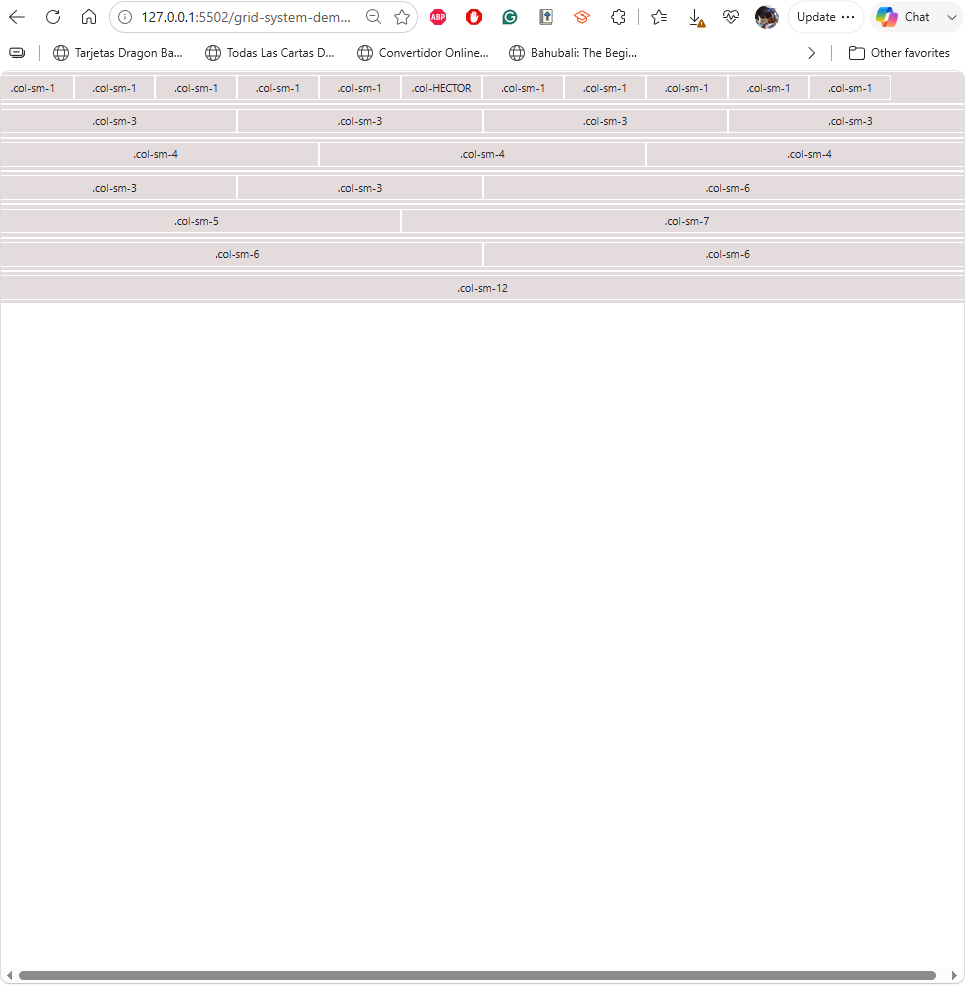 127.0.0.1:5502/grid-system-dem... ABP Update Chat
Tarjetas Dragon Ba... Todas Las Cartas D... Convertidor Online... Bahubali: The Begi... Other favorites
.col-sm-1 .col-sm-1 .col-sm-1 .col-sm-1 .col-sm-1 .col-HECTOR .col-sm-1 .col-sm-1 .col-sm-1 .col-sm-1 .col-sm-1
.col-sm-3 .col-sm-3 .col-sm-3 .col-sm-3
.col-sm-4 .col-sm-4 .col-sm-4
.col-sm-3 .col-sm-3 .col-sm-6
.col-sm-5 .col-sm-7
.col-sm-6 .col-sm-6
.col-sm-12